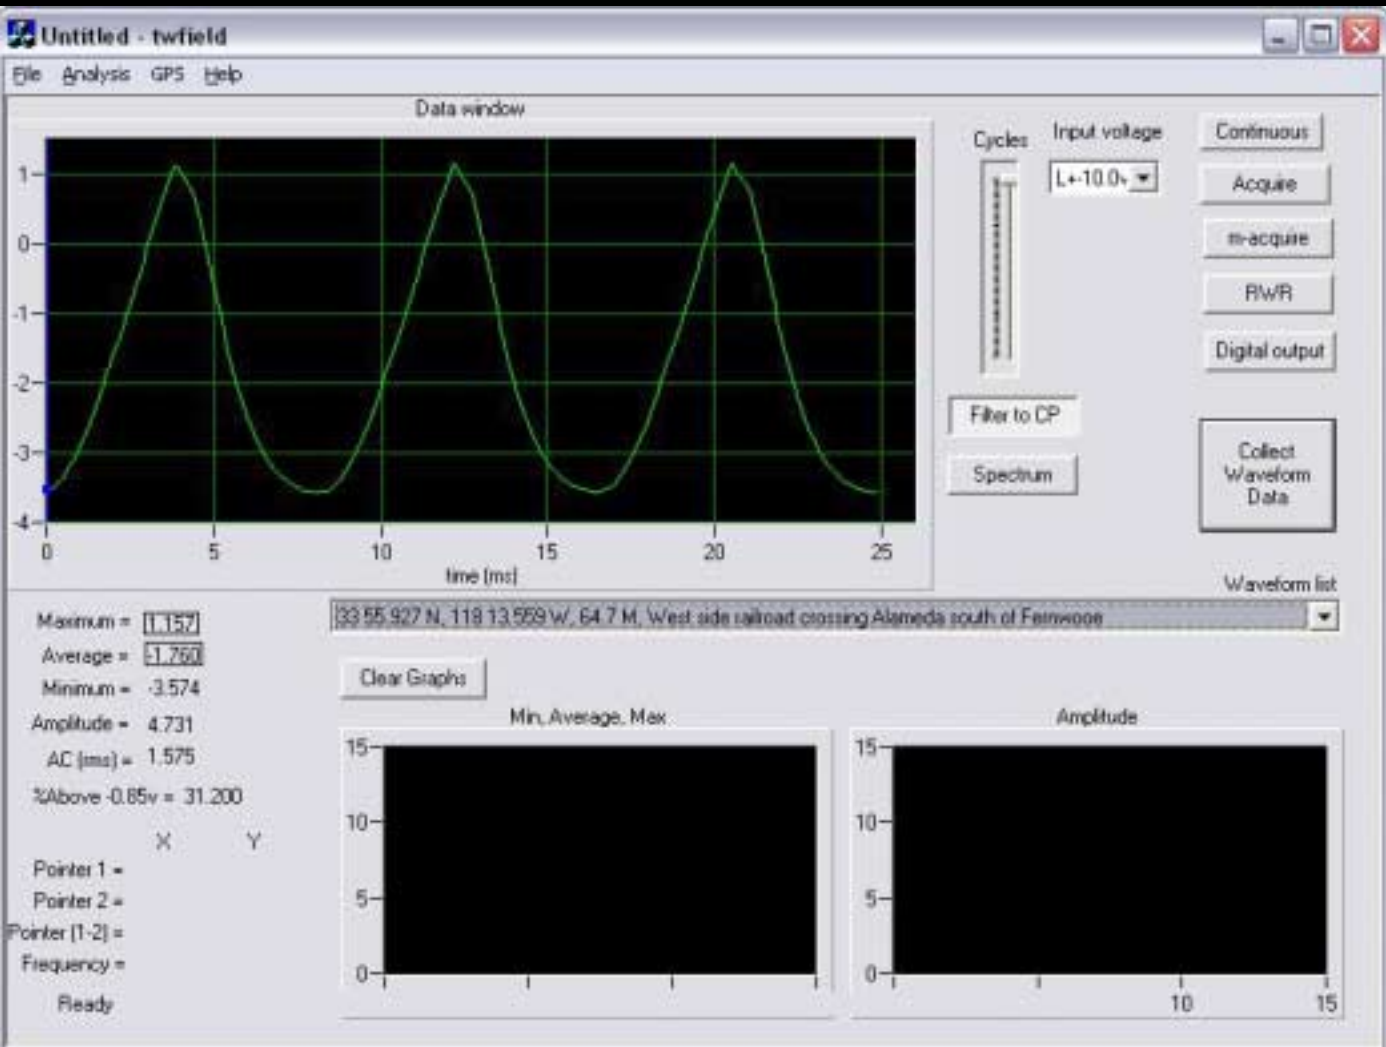 Untitled - twfield
File Analysis GPS Help
Data window
1
0
-1
-2
-3
-4
0 5 10 15 20 25
time (ms)
Cycles
Input voltage
L+-10.0v
Filter to CP
Spectrum
Continuous
Acquire
m-acquire
RWR
Digital output
Collect
Waveform
Data
Waveform list
33 55.927 N, 118 13.559 W, 64.7 M, West side railroad crossing Alameda south of Fernwooe
Maximum = 1.157
Average = -1.760
Minimum = -3.574
Amplitude = 4.731
AC (rms) = 1.575
%Above -0.85v = 31.200
X Y
Pointer 1 =
Pointer 2 =
Pointer (1-2) =
Frequency =
Ready
Clear Graphs
Min, Average, Max
15
10
5
0
Amplitude
15
10
5
0
10 15